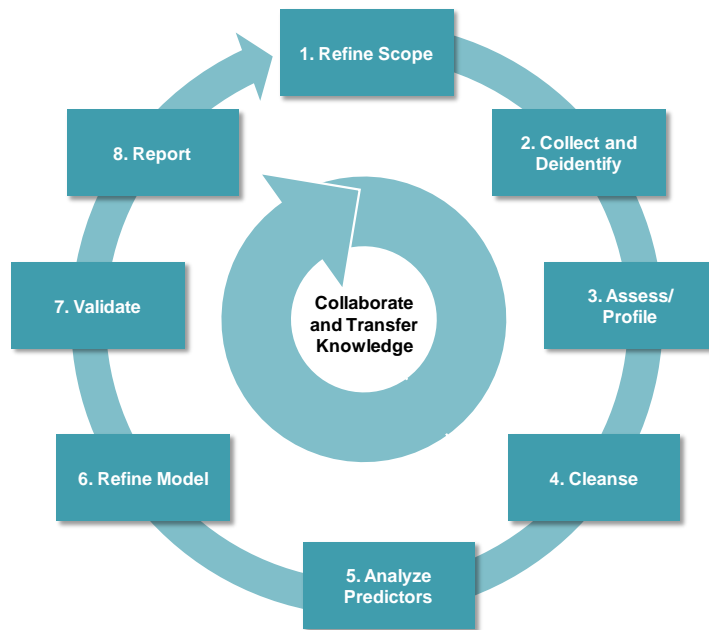 1. Refine Scope
2. Collect and
Deidentify
3. Assess/
Profile
4. Cleanse
5. Analyze
Predictors
6. Refine Model
7. Validate
8. Report
Collaborate
and Transfer
Knowledge